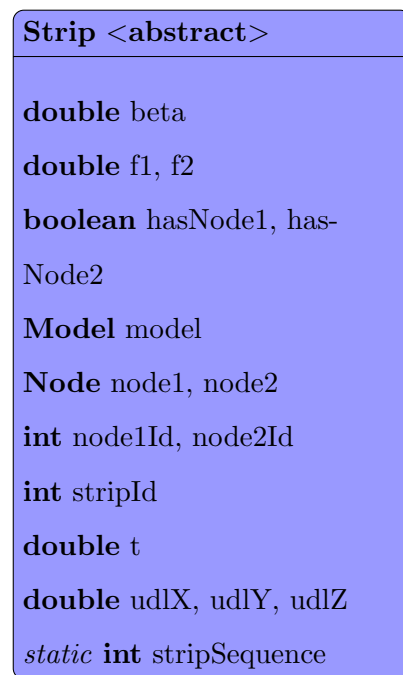 Strip <abstract>
double beta
double f1, f2
boolean hasNode1, has-
Node2
Model model
Node node1, node2
int node1Id, node2Id
int stripId
double t
double udlX, udlY, udlZ
static int stripSequence